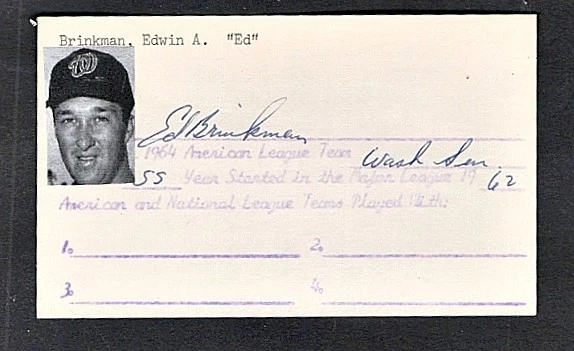 Brinkman, Edwin A. "Ed"
W
Ed Brinkman
1964 American League Team Wash Sen.
SS Year Started in the Major League 19 62
American and National League Teams Played With:
1. 2.
3. 4.